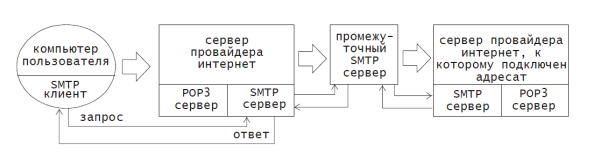 компьютер
пользователя
SMTP
клиент
сервер
провайдера
интернет
POP3
сервер
SMTP
сервер
промежу-
точный
SMTP
сервер
сервер провайдера
интернет, к
которому подключен
адресат
SMTP
сервер
POP3
сервер
запрос
ответ